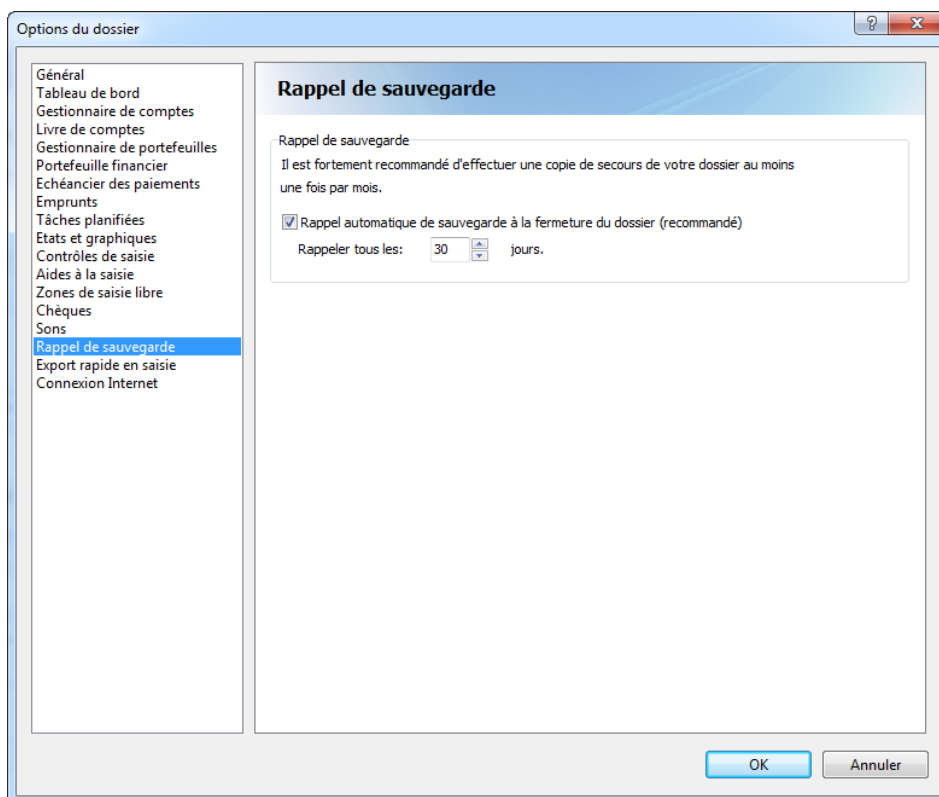 Options du dossier
Général
Tableau de bord
Gestionnaire de comptes
Livre de comptes
Gestionnaire de portefeuilles
Portefeuille financier
Echéancier des paiements
Emprunts
Tâches planifiées
Etats et graphiques
Contrôles de saisie
Aides à la saisie
Zones de saisie libre
Chèques
Sons
Rappel de sauvegarde
Export rapide en saisie
Connexion Internet
Rappel de sauvegarde
Rappel de sauvegarde
Il est fortement recommandé d'effectuer une copie de secours de votre dossier au moins
une fois par mois.
Rappel automatique de sauvegarde à la fermeture du dossier (recommandé)
Rappeler tous les: 30 jours.
OK Annuler